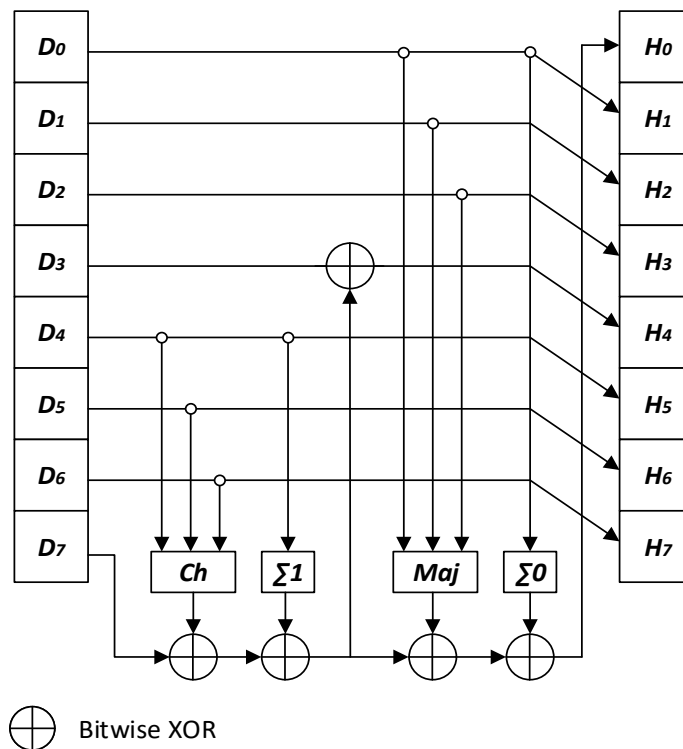 D0
D1
D2
D3
D4
D5
D6
D7
H0
H1
H2
H3
H4
H5
H6
H7
Ch
∑1
Maj
∑0
Bitwise XOR